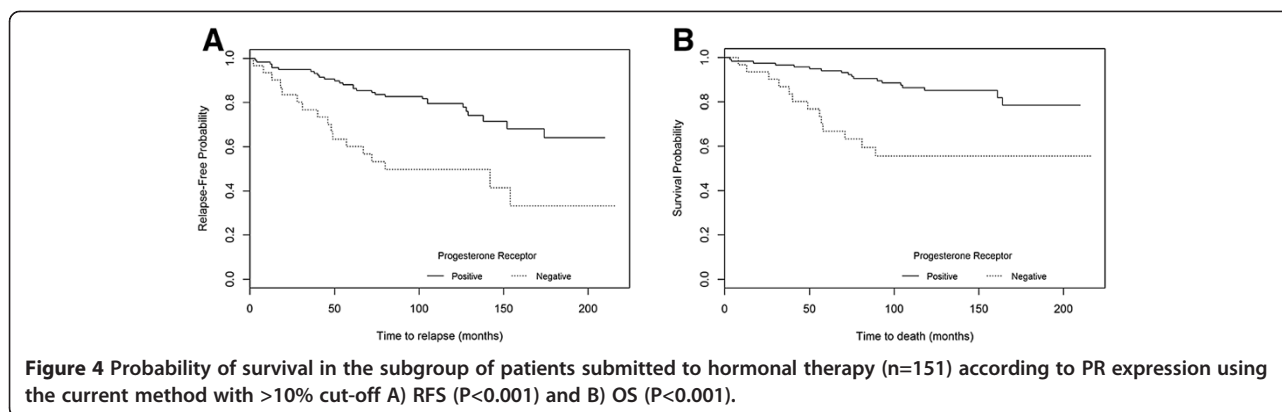 A
B
Relapse-Free Probability
1.0
0.8
0.6
0.4
0.2
0.0
Progesterone Receptor
Positive
Negative
0
50
100
150
200
Time to relapse (months)
Survival Probability
1.0
0.8
0.6
0.4
0.2
0.0
Progesterone Receptor
Positive
Negative
0
50
100
150
200
Time to death (months)
Figure 4 Probability of survival in the subgroup of patients submitted to hormonal therapy (n=151) according to PR expression using
the current method with >10% cut-off A) RFS (P<0.001) and B) OS (P<0.001).